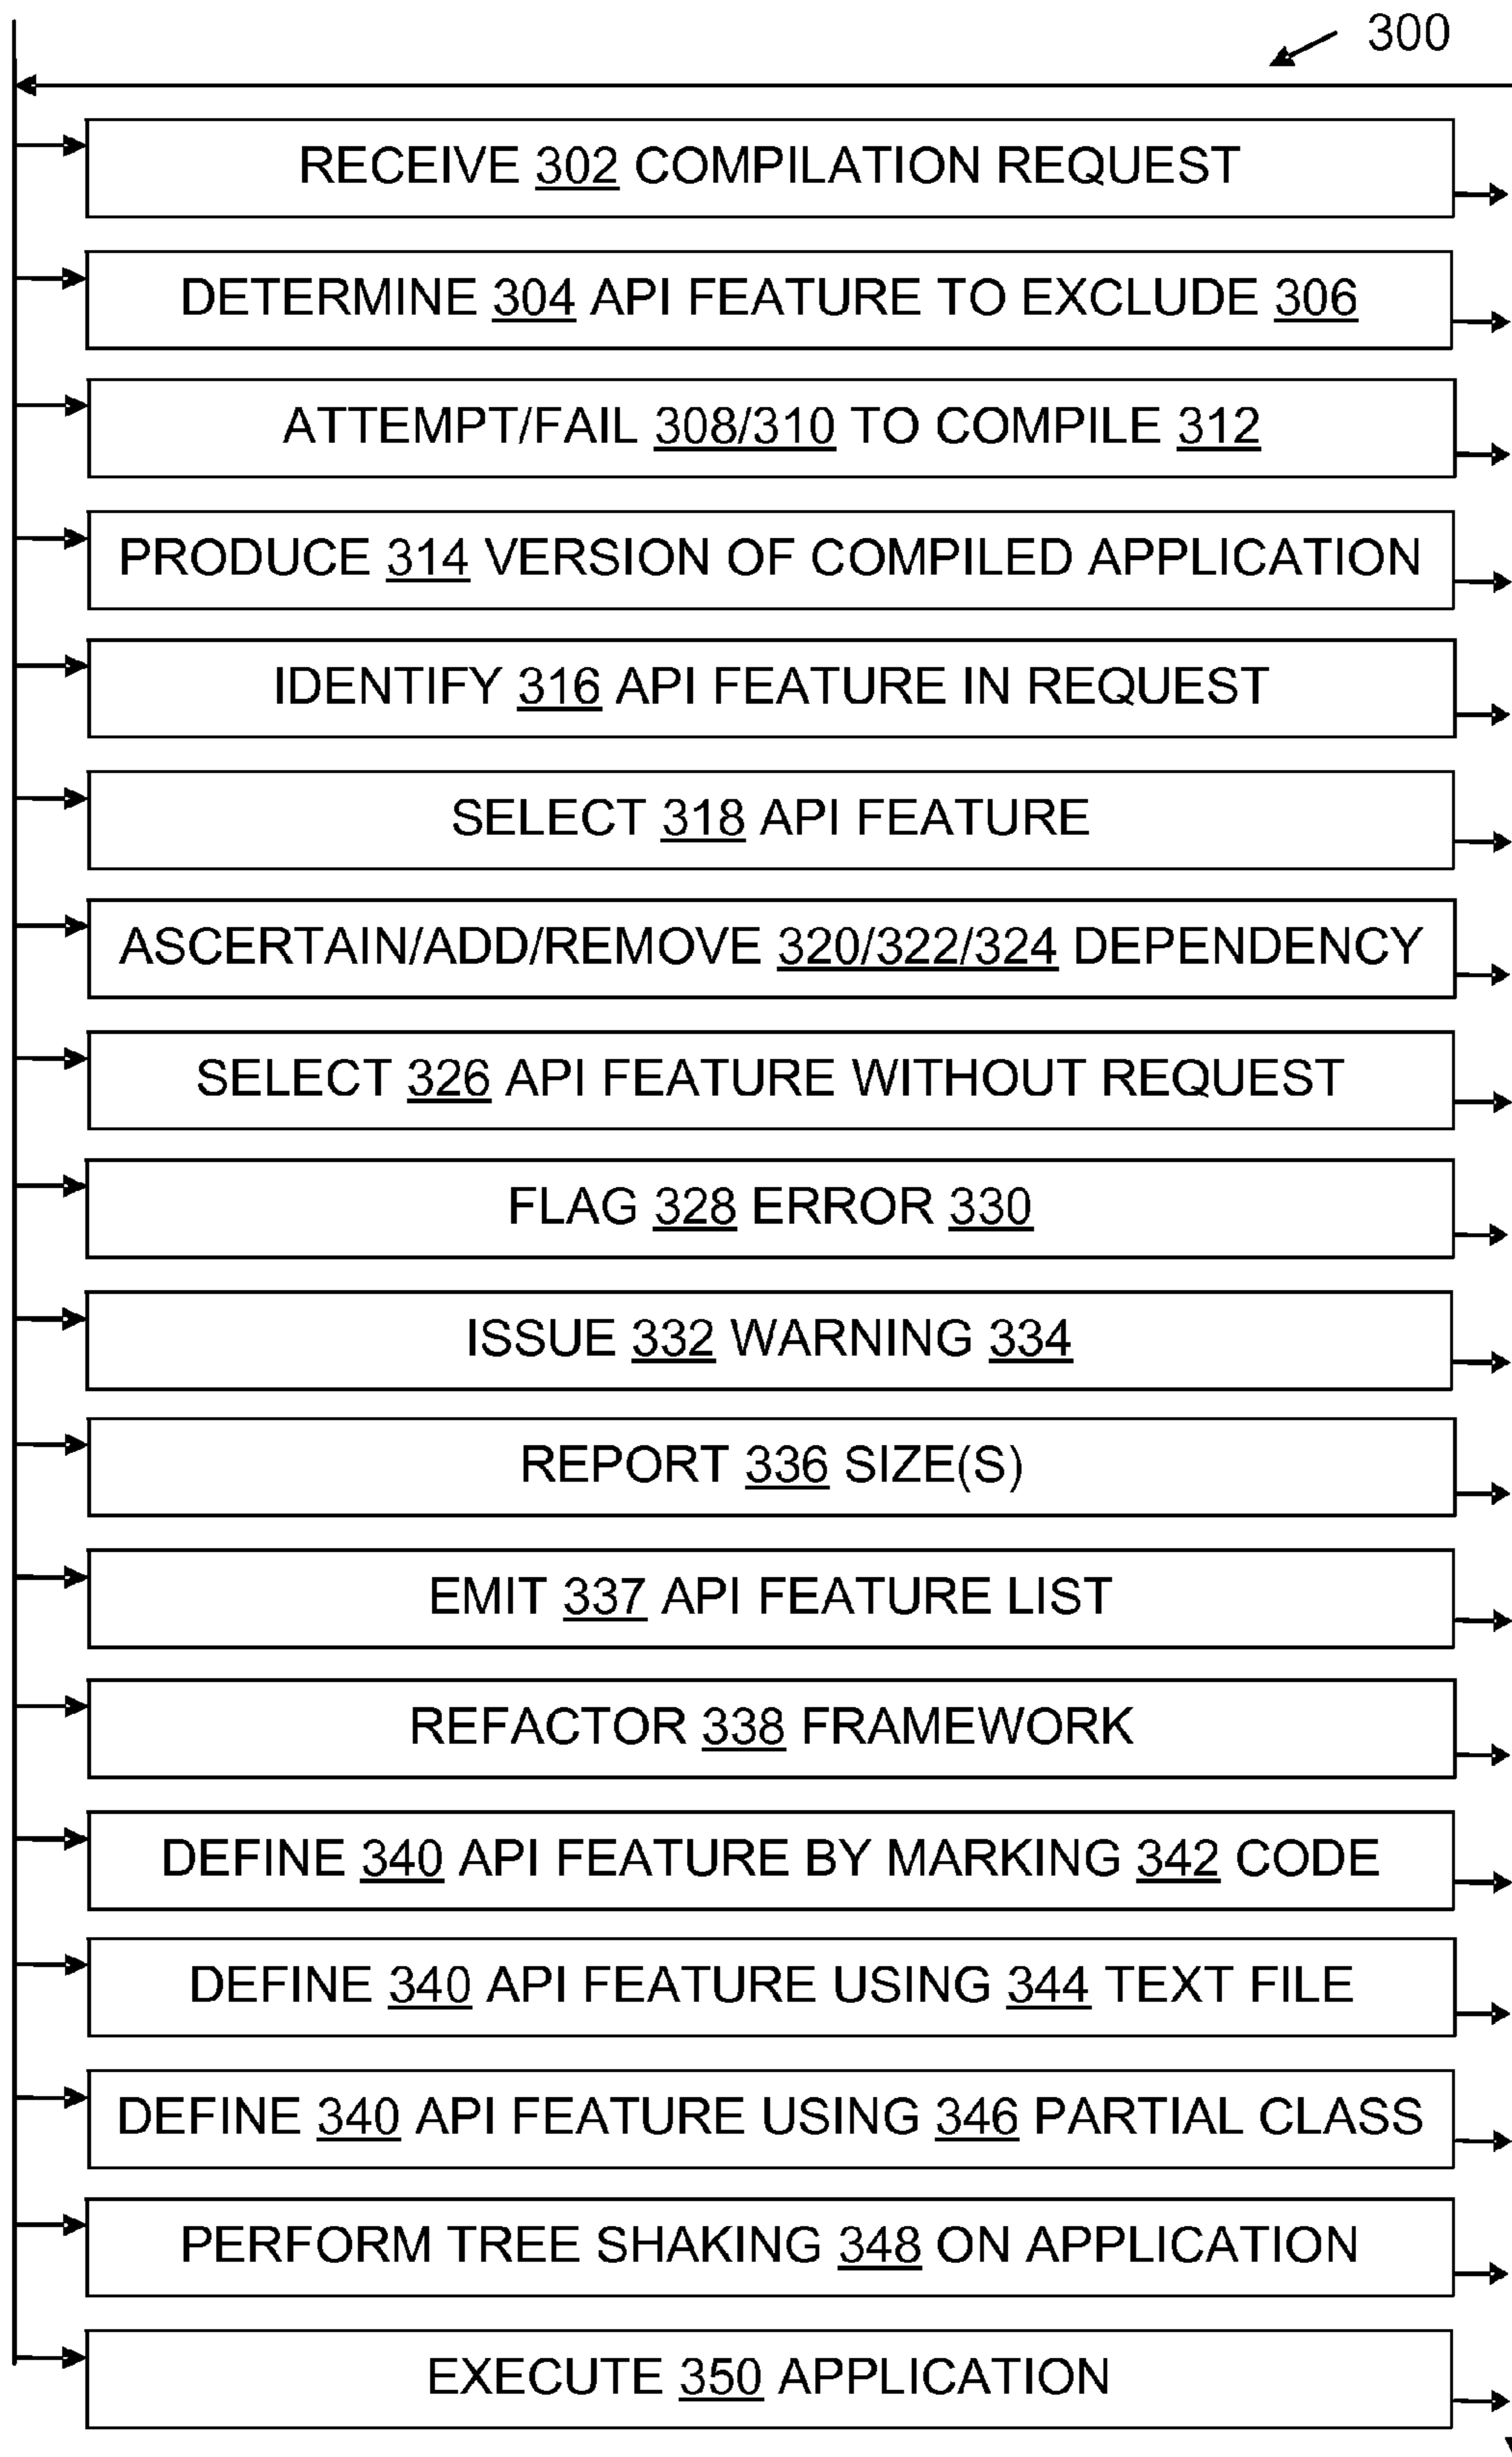 300
RECEIVE 302 COMPILATION REQUEST
DETERMINE 304 API FEATURE TO EXCLUDE 306
ATTEMPT/FAIL 308/310 TO COMPILE 312
PRODUCE 314 VERSION OF COMPILED APPLICATION
IDENTIFY 316 API FEATURE IN REQUEST
SELECT 318 API FEATURE
ASCERTAIN/ADD/REMOVE 320/322/324 DEPENDENCY
SELECT 326 API FEATURE WITHOUT REQUEST
FLAG 328 ERROR 330
ISSUE 332 WARNING 334
REPORT 336 SIZE(S)
EMIT 337 API FEATURE LIST
REFACTOR 338 FRAMEWORK
DEFINE 340 API FEATURE BY MARKING 342 CODE
DEFINE 340 API FEATURE USING 344 TEXT FILE
DEFINE 340 API FEATURE USING 346 PARTIAL CLASS
PERFORM TREE SHAKING 348 ON APPLICATION
EXECUTE 350 APPLICATION